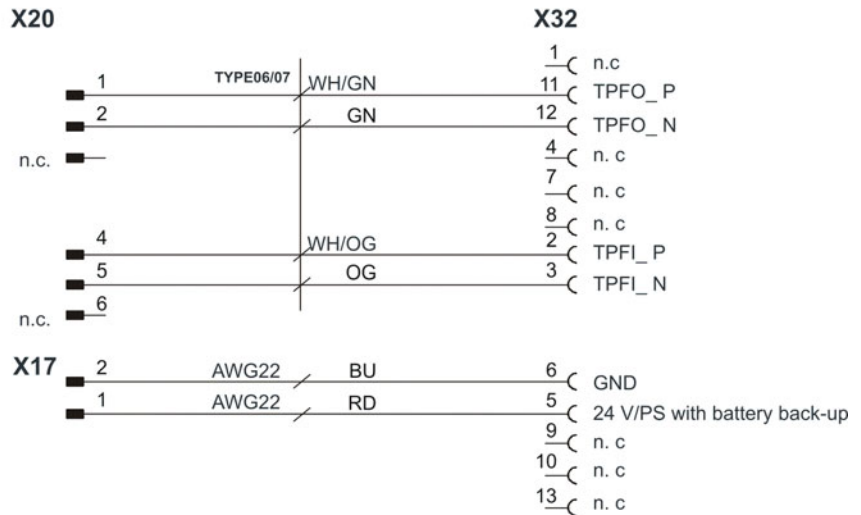 X20 X32
1 n.c
1 TYPE06/07 WH/GN 11 TPFO_ P
2 GN 12 TPFO_ N
n.c. 4 n. c
7 n. c
8 n. c
4 WH/OG 2 TPFI_ P
5 OG 3 TPFI_ N
6
n.c.
X17 2 AWG22 BU 6 GND
1 AWG22 RD 5 24 V/PS with battery back-up
9 n. c
10 n. c
13 n. c